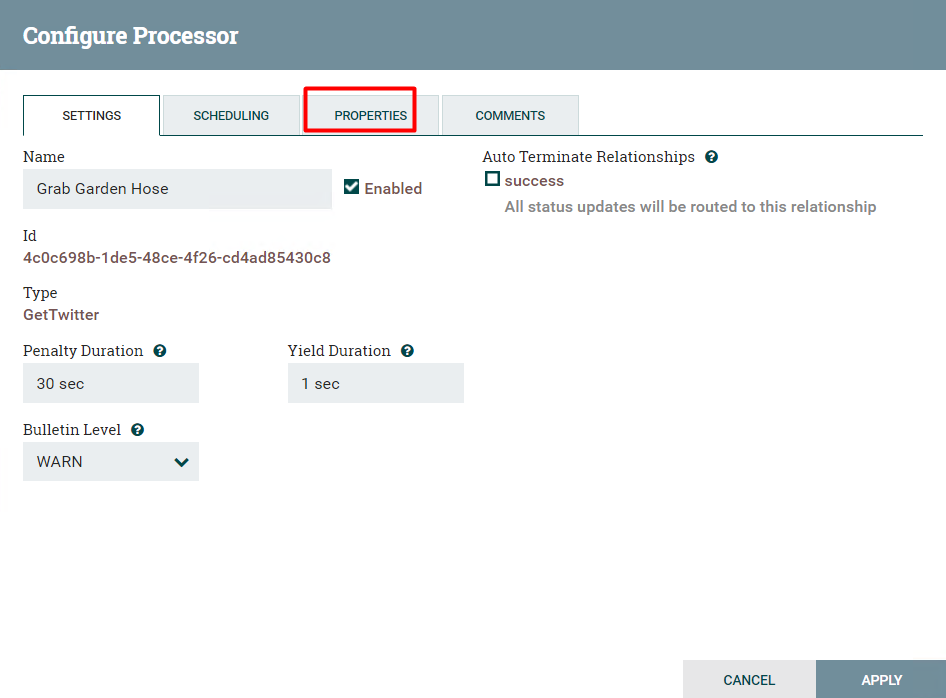 Configure Processor
SETTINGS
SCHEDULING
PROPERTIES
COMMENTS
Name
Grab Garden Hose
Enabled
Id
4c0c698b-1de5-48ce-4f26-cd4ad85430c8
Type
GetTwitter
Penalty Duration ?
30 sec
Yield Duration ?
1 sec
Bulletin Level ?
WARN
Auto Terminate Relationships ?
success
All status updates will be routed to this relationship
CANCEL
APPLY